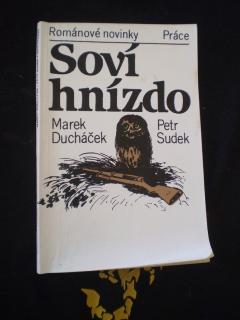 Románové novinky Práce
Soví
hnízdo
Marek Petr
Ducháček Sudek